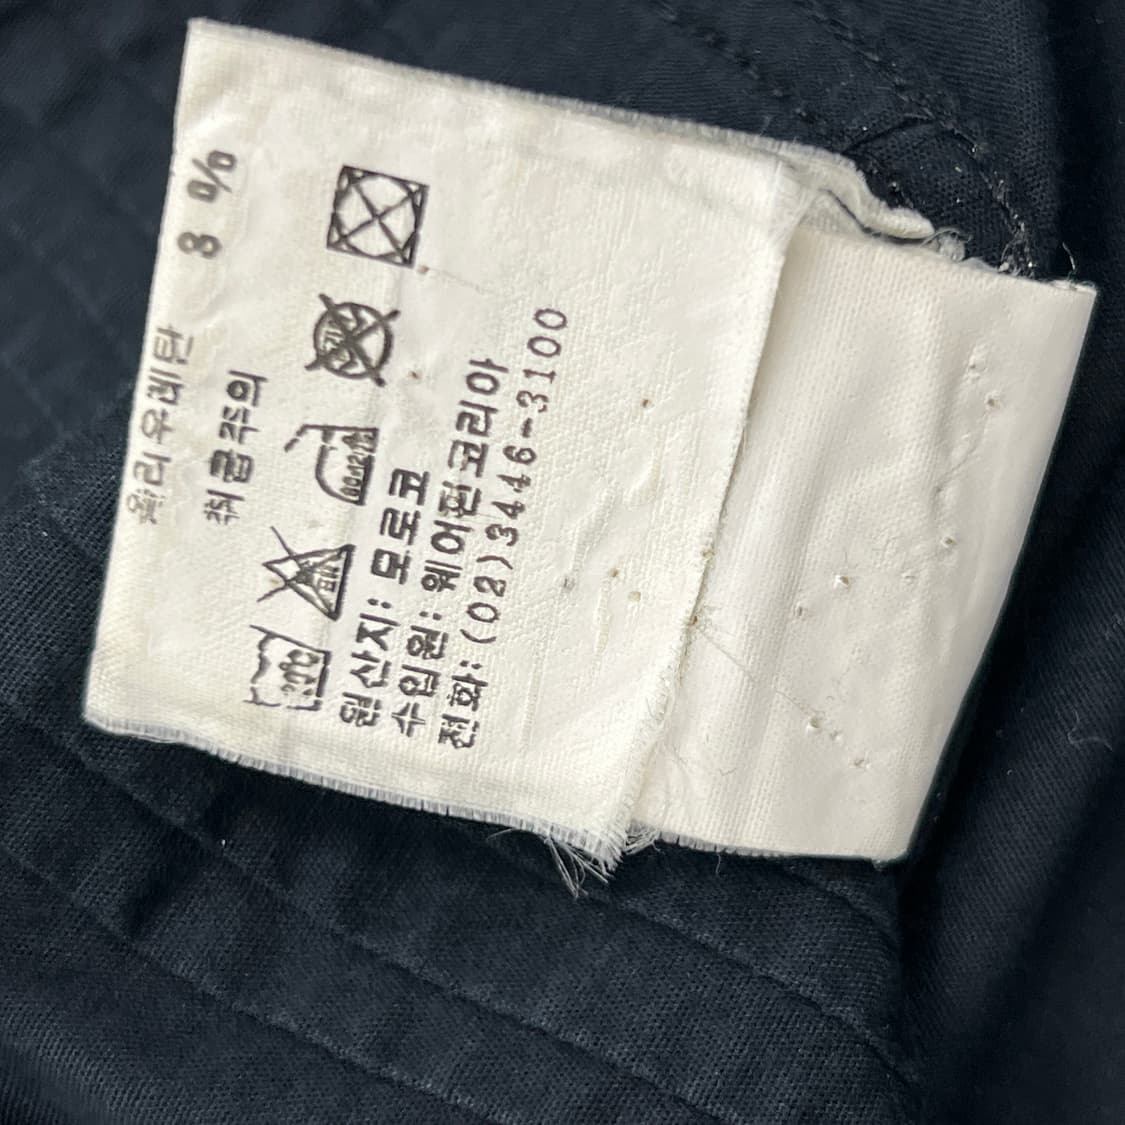 폴리우레탄 3 %
취급주의
원산지: 모로코
수입원: 웨어펀코리아
전화: (02)3446-3100